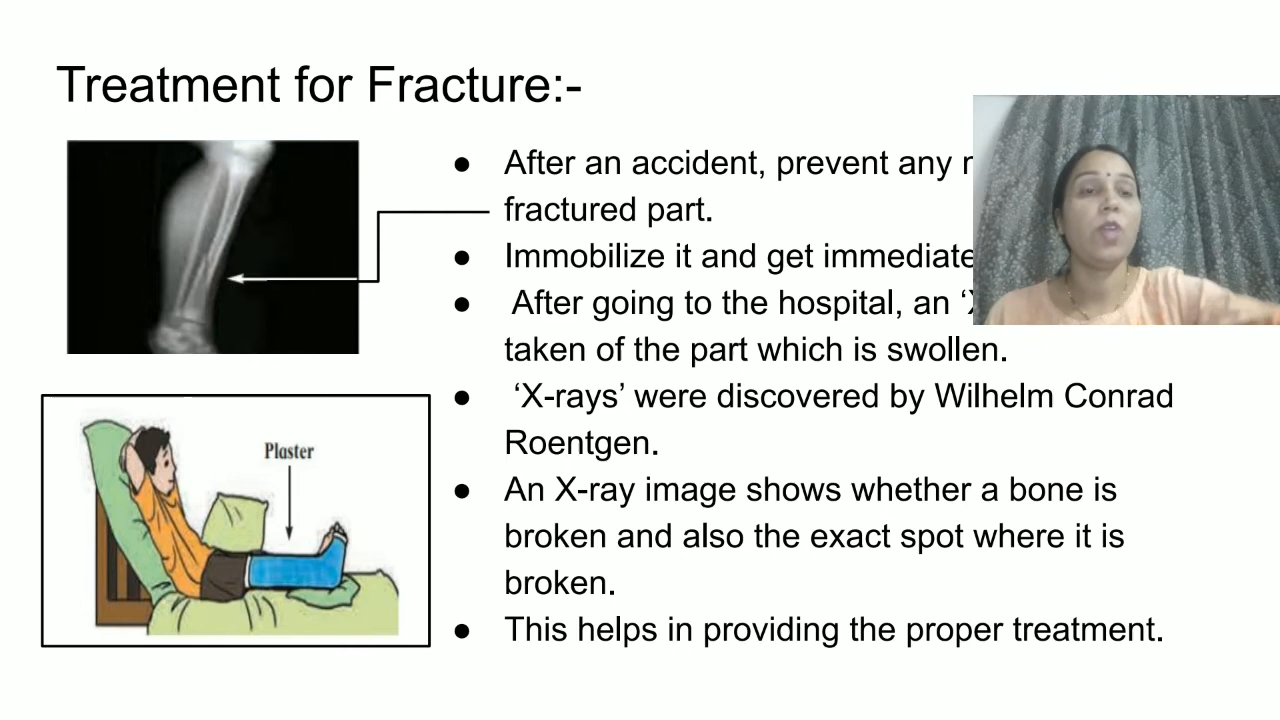 Treatment for Fracture:-
● After an accident, prevent any
fractured part.
● Immobilize it and get immediate
● After going to the hospital, an
taken of the part which is swollen.
● ‘X-rays’ were discovered by Wilhelm Conrad
Roentgen.
● An X-ray image shows whether a bone is
broken and also the exact spot where it is
broken.
● This helps in providing the proper treatment.
Plaster